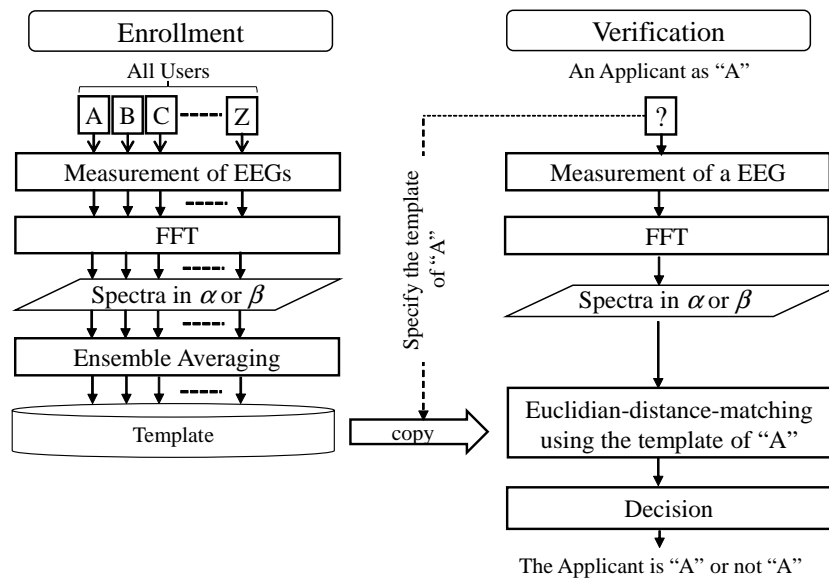 Enrollment
All Users
A B C Z
Measurement of EEGs
FFT
Spectra in α or β
Ensemble Averaging
Template
Specify the template
of "A"
copy
Verification
An Applicant as "A"
?
Measurement of a EEG
FFT
Spectra in α or β
Euclidian-distance-matching
using the template of "A"
Decision
The Applicant is "A" or not "A"